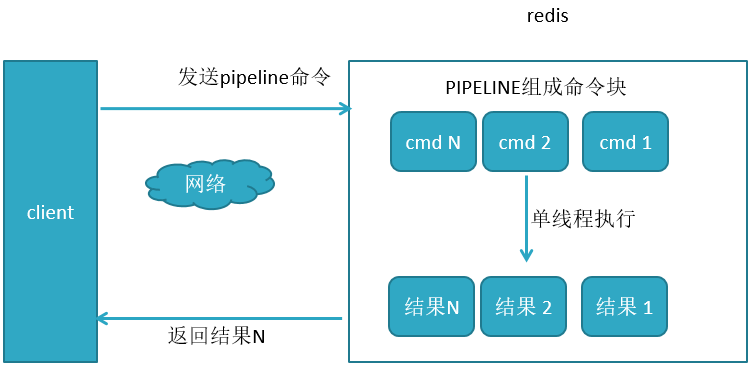 redis
发送pipeline命令
PIPELINE组成命令块
cmd N
cmd 2
cmd 1
网络
client
单线程执行
结果N
结果 2
结果 1
返回结果N